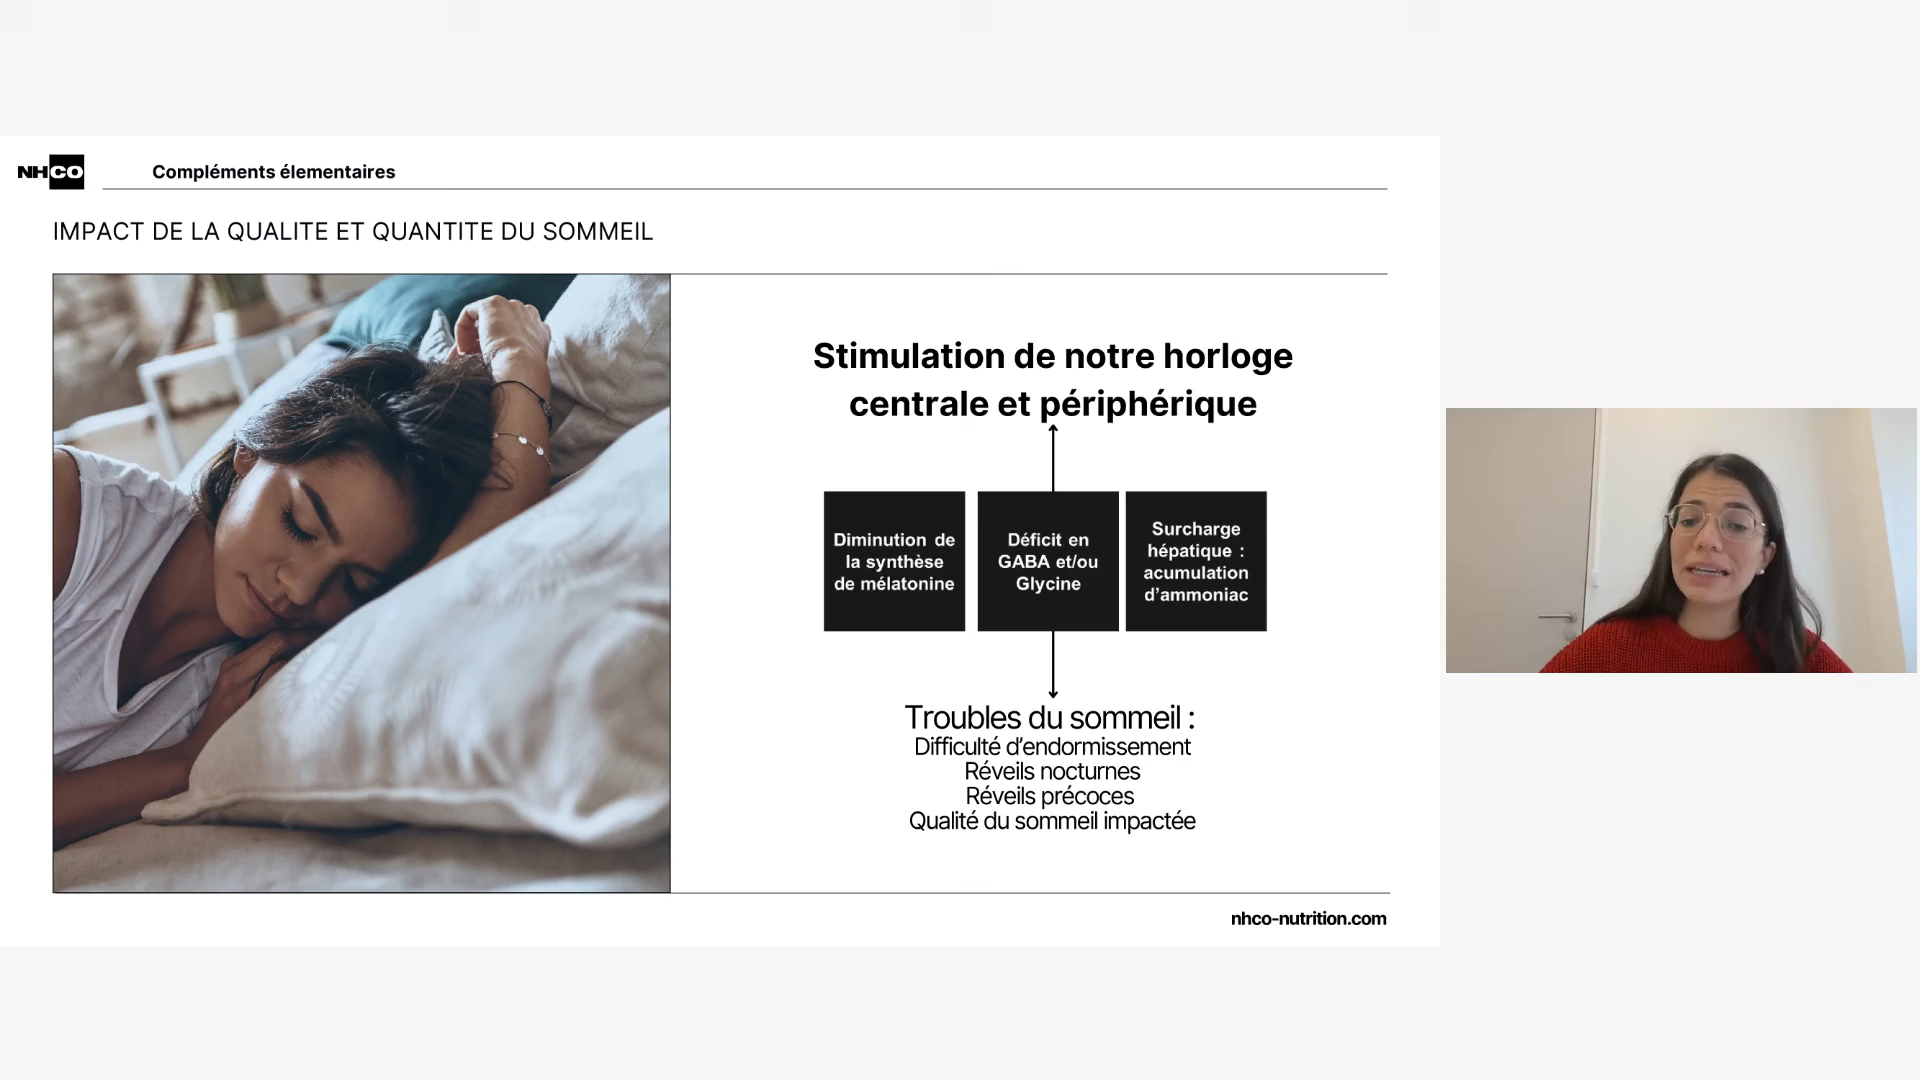 NHCO
Compléments élementaires
IMPACT DE LA QUALITE ET QUANTITE DU SOMMEIL
Stimulation de notre horloge
centrale et périphérique
Diminution de
la synthèse
de mélatonine
Déficit en
GABA et/ou
Glycine
Surcharge
hépatique :
acumulation
d’ammoniac
Troubles du sommeil :
Difficulté d’endormissement
Réveils nocturnes
Réveils précoces
Qualité du sommeil impactée
nhco-nutrition.com